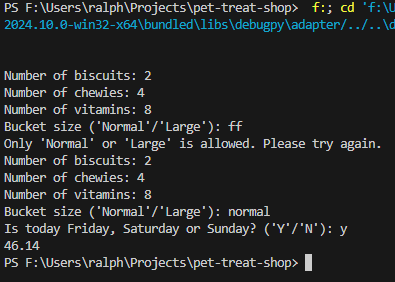 PS F:\Users\ralph\Projects\pet-treat-shop>  f:; cd 'f:\U
2024.10.0-win32-x64\bundled\libs\debugpy\adapter/../..\d
Number of biscuits: 2
Number of chewies: 4
Number of vitamins: 8
Bucket size ('Normal'/'Large'): ff
Only 'Normal' or 'Large' is allowed. Please try again.
Number of biscuits: 2
Number of chewies: 4
Number of vitamins: 8
Bucket size ('Normal'/'Large'): normal
Is today Friday, Saturday or Sunday? ('Y'/'N'): y
46.14
PS F:\Users\ralph\Projects\pet-treat-shop>